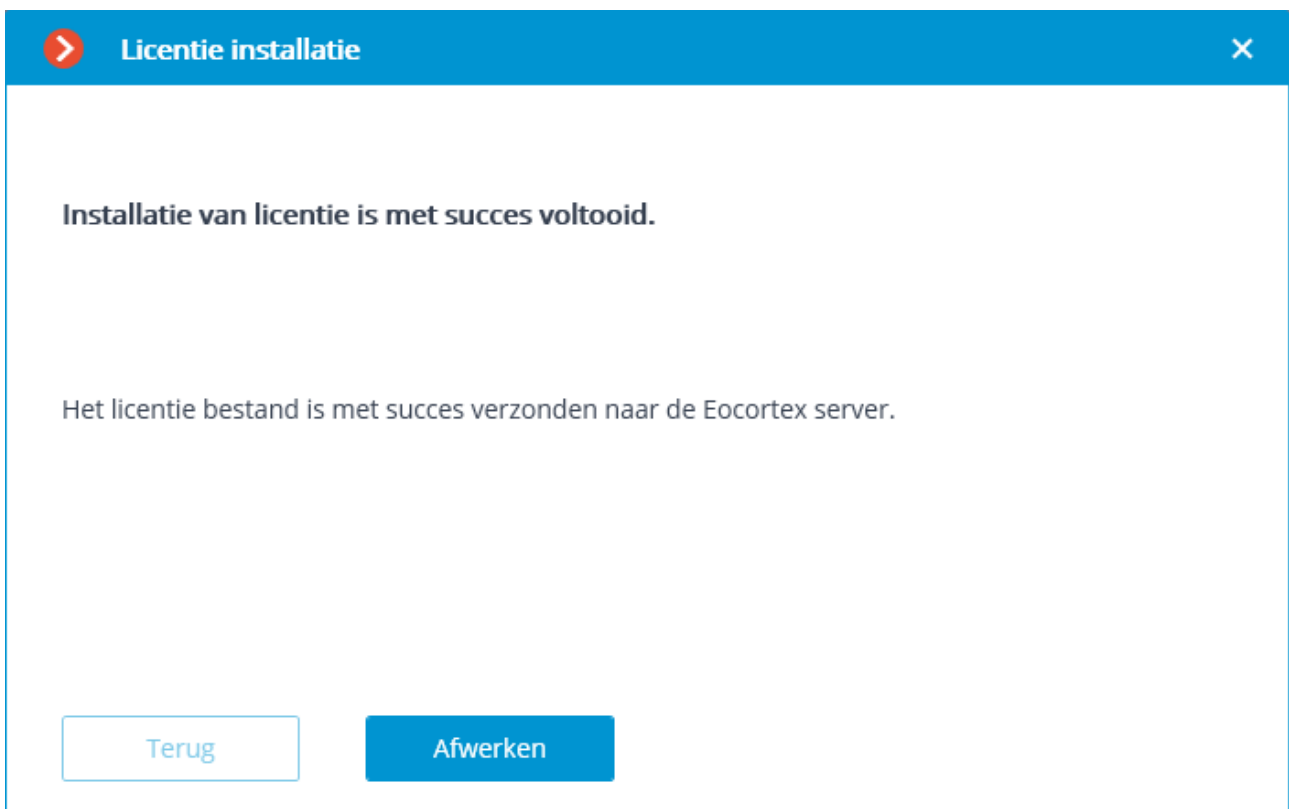 Licentie installatie
Installatie van licentie is met succes voltooid.
Het licentie bestand is met succes verzonden naar de Eocortex server.
Terug
Afwerken